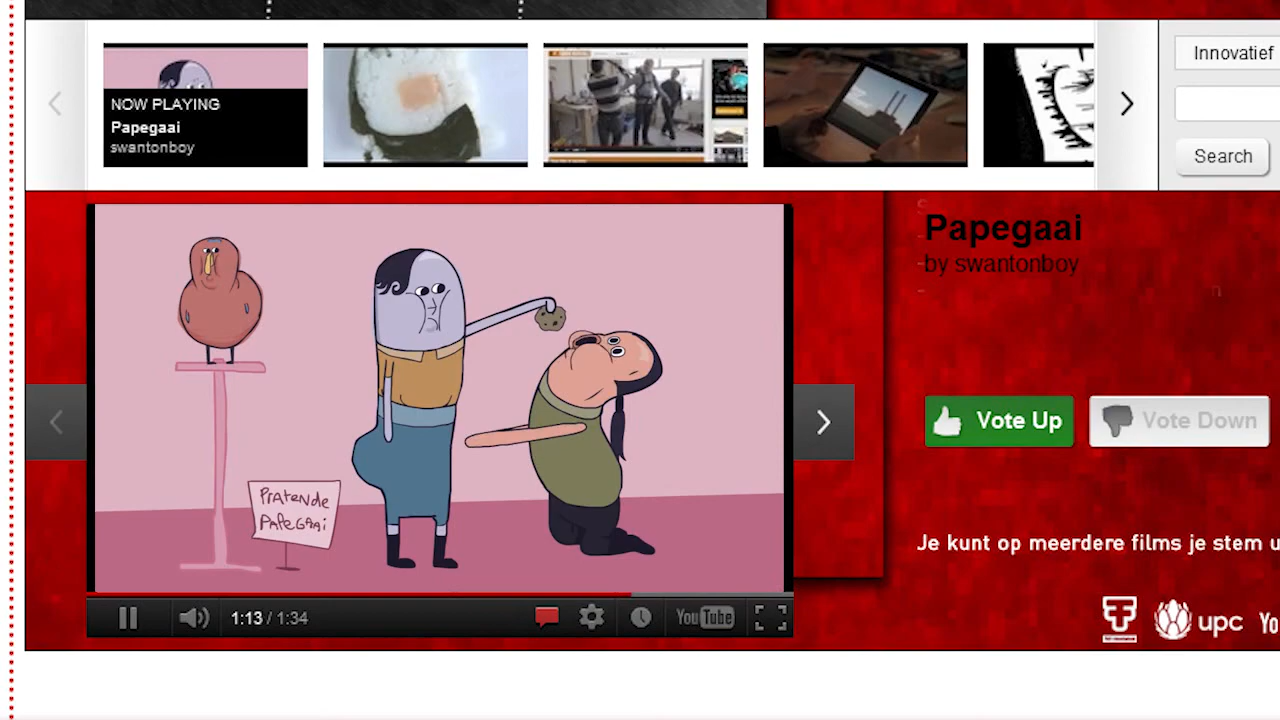 NOW PLAYING
Papegaai
swantonboy
Innovatief
Search
Papegaai
by swantonboy
PRATENDE
PAPEGAAI
Vote Up
Vote Down
Je kunt op meerdere films je stem u
1:13 / 1:34
YouTube
upc
Yo